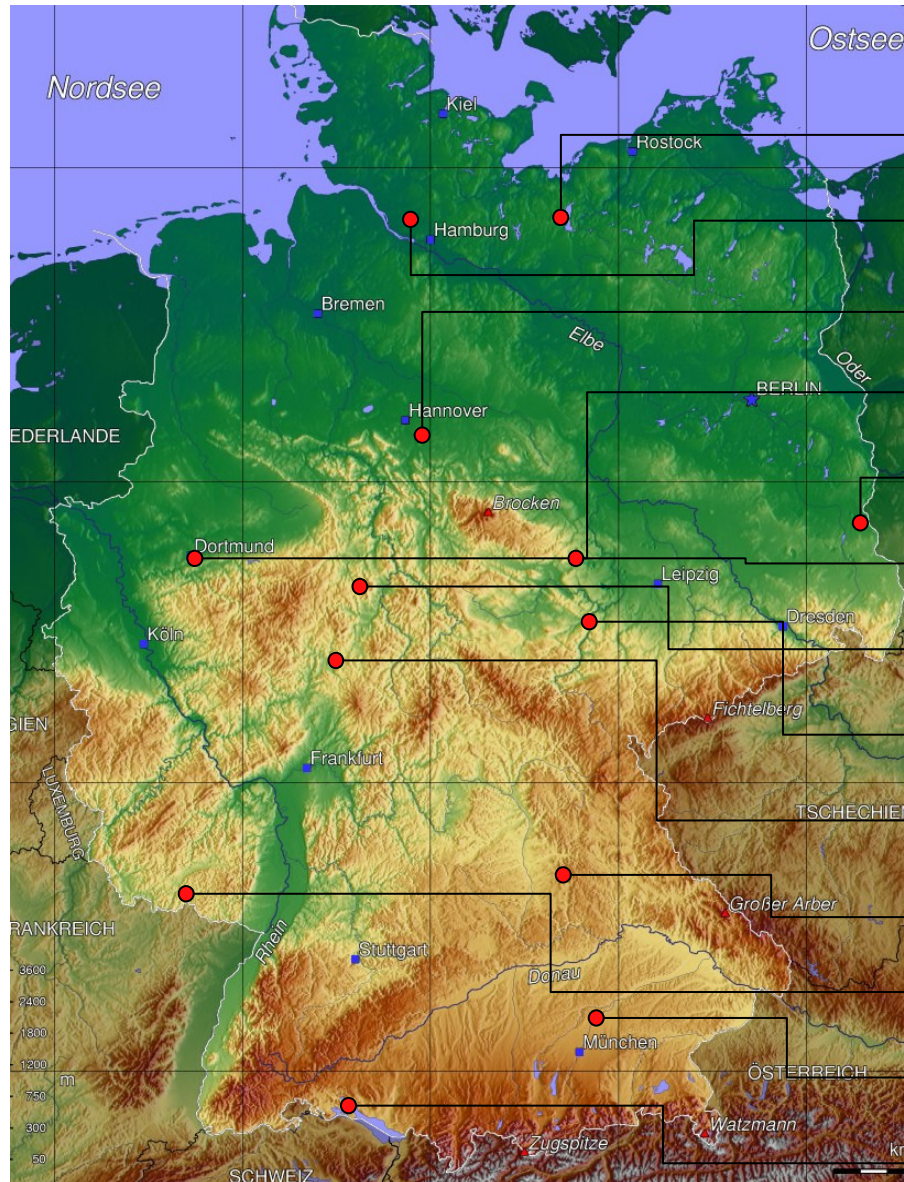 Ostsee
Nordsee
Kiel
Rostock
Hamburg
Bremen
Elbe
Oder
BERLIN
Hannover
EDERLANDE
Brocken
Dortmund
Leipzig
Dresden
Köln
Fichtelberg
GIEN
Frankfurt
LUXEMBURG
TSCHECHIEN
Großer Arber
RANKREICH
Rhein
Stuttgart
Donau
3600
2400
1800
1200
750
300
50
m
München
ÖSTERREICH
Watzmann
Zugspitze
km
SCHWEIZ